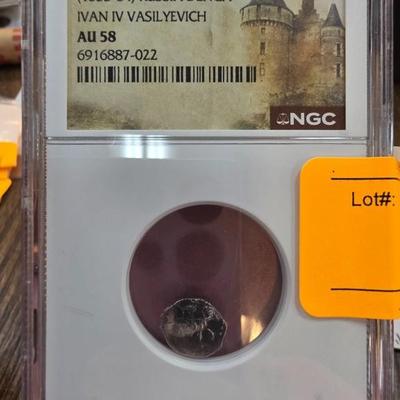 IVAN IV VASILYEVICH
AU 58
6916887-022
NGC
Lot#: